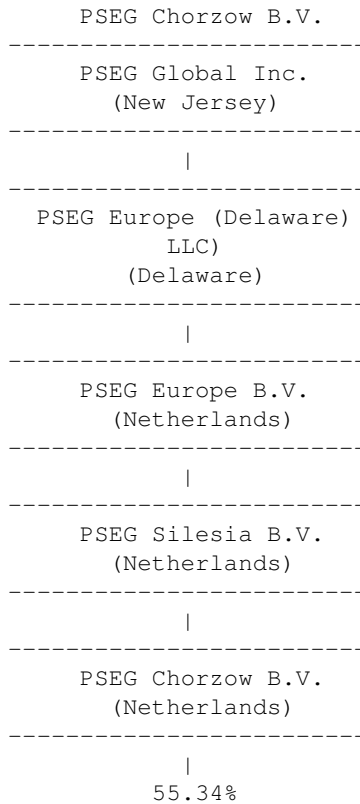 PSEG Chorzow B.V.
-------------------------
PSEG Global Inc.
(New Jersey)
-------------------------
|
-------------------------
PSEG Europe (Delaware)
LLC)
(Delaware)
-------------------------
|
-------------------------
PSEG Europe B.V.
(Netherlands)
-------------------------
|
-------------------------
PSEG Silesia B.V.
(Netherlands)
-------------------------
|
-------------------------
PSEG Chorzow B.V.
(Netherlands)
-------------------------
|
55.34%